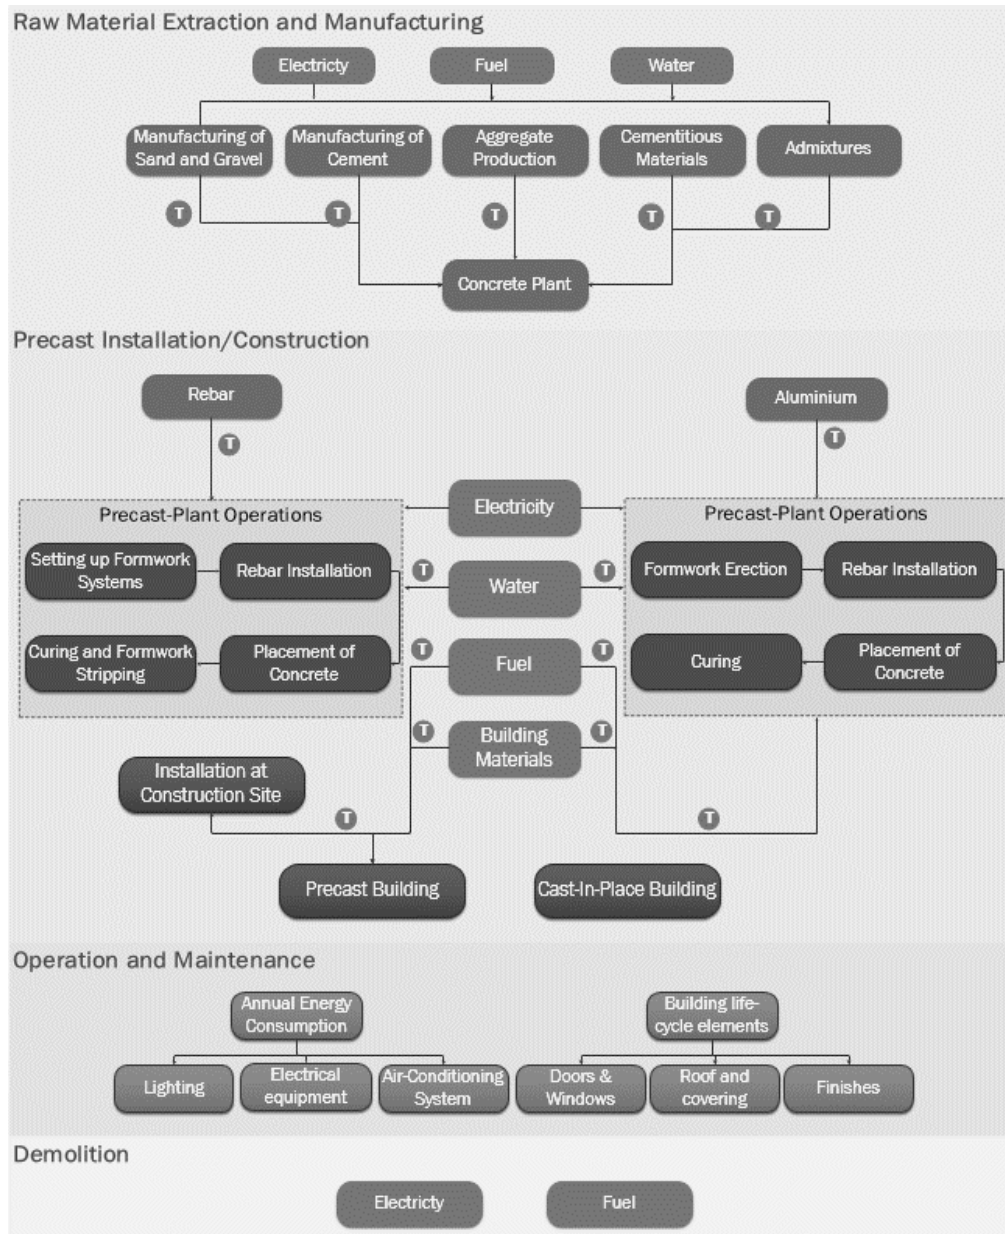 Raw Material Extraction and Manufacturing
Electricty
Fuel
Water
Manufacturing of
Sand and Gravel
Manufacturing of
Cement
Aggregate
Production
Cementitious
Materials
Admixtures
T
T
T
T
T
Concrete Plant
Precast Installation/Construction
Rebar
Aluminium
T
T
Precast-Plant Operations
Setting up Formwork
Systems
Rebar Installation
Curing and Formwork
Stripping
Placement of
Concrete
Electricity
T
Water
T
T
Fuel
T
T
Building
Materials
T
Precast-Plant Operations
Formwork Erection
Rebar Installation
Curing
Placement of
Concrete
Installation at
Construction Site
T
T
Precast Building
Cast-In-Place Building
Operation and Maintenance
Annual Energy
Consumption
Building life-
cycle elements
Lighting
Electrical
equipment
Air-Conditioning
System
Doors &
Windows
Roof and
covering
Finishes
Demolition
Electricty
Fuel